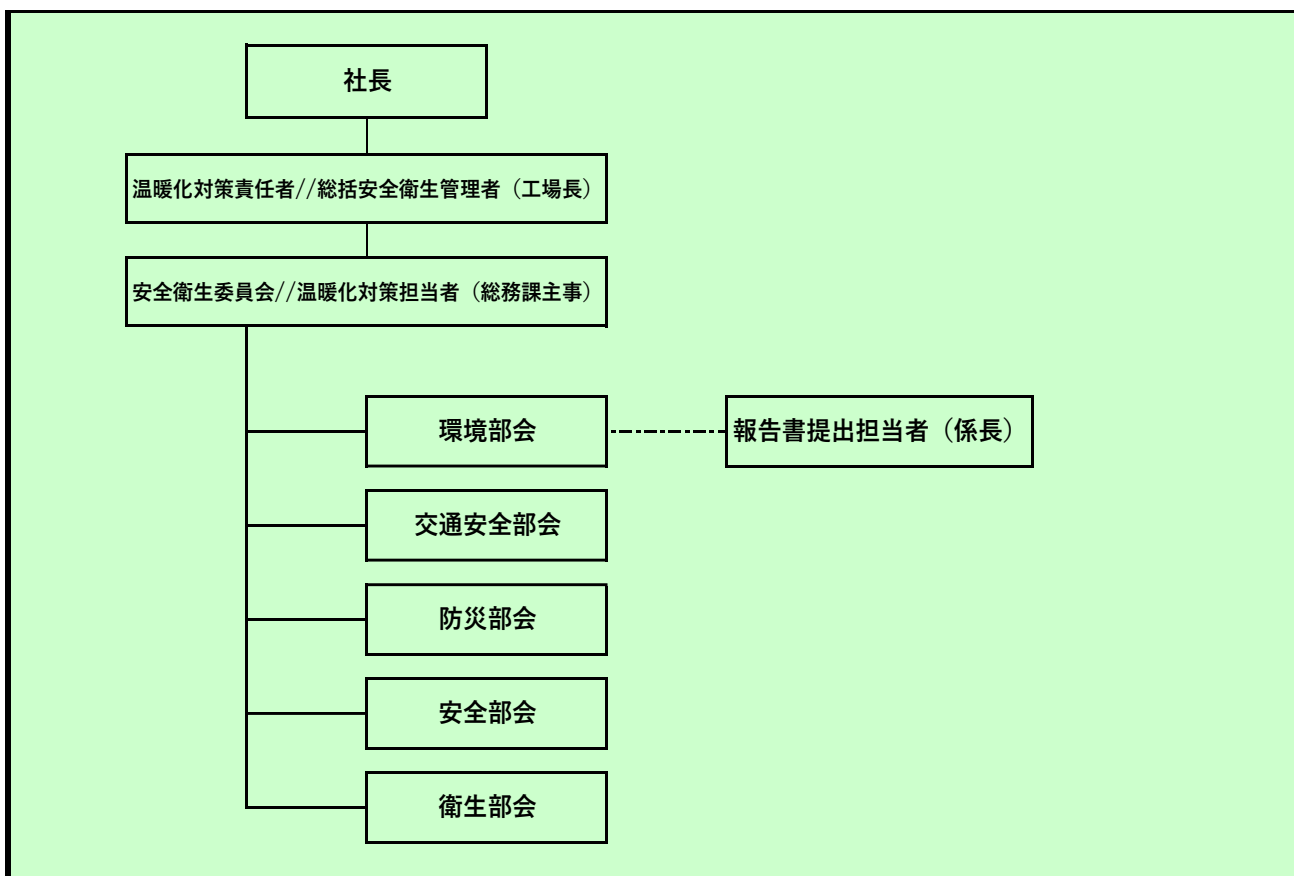 社長
温暖化対策責任者//総括安全衛生管理者（工場長）
安全衛生委員会//温暖化対策担当者（総務課主事）
環境部会
報告書提出担当者（係長）
交通安全部会
防災部会
安全部会
衛生部会